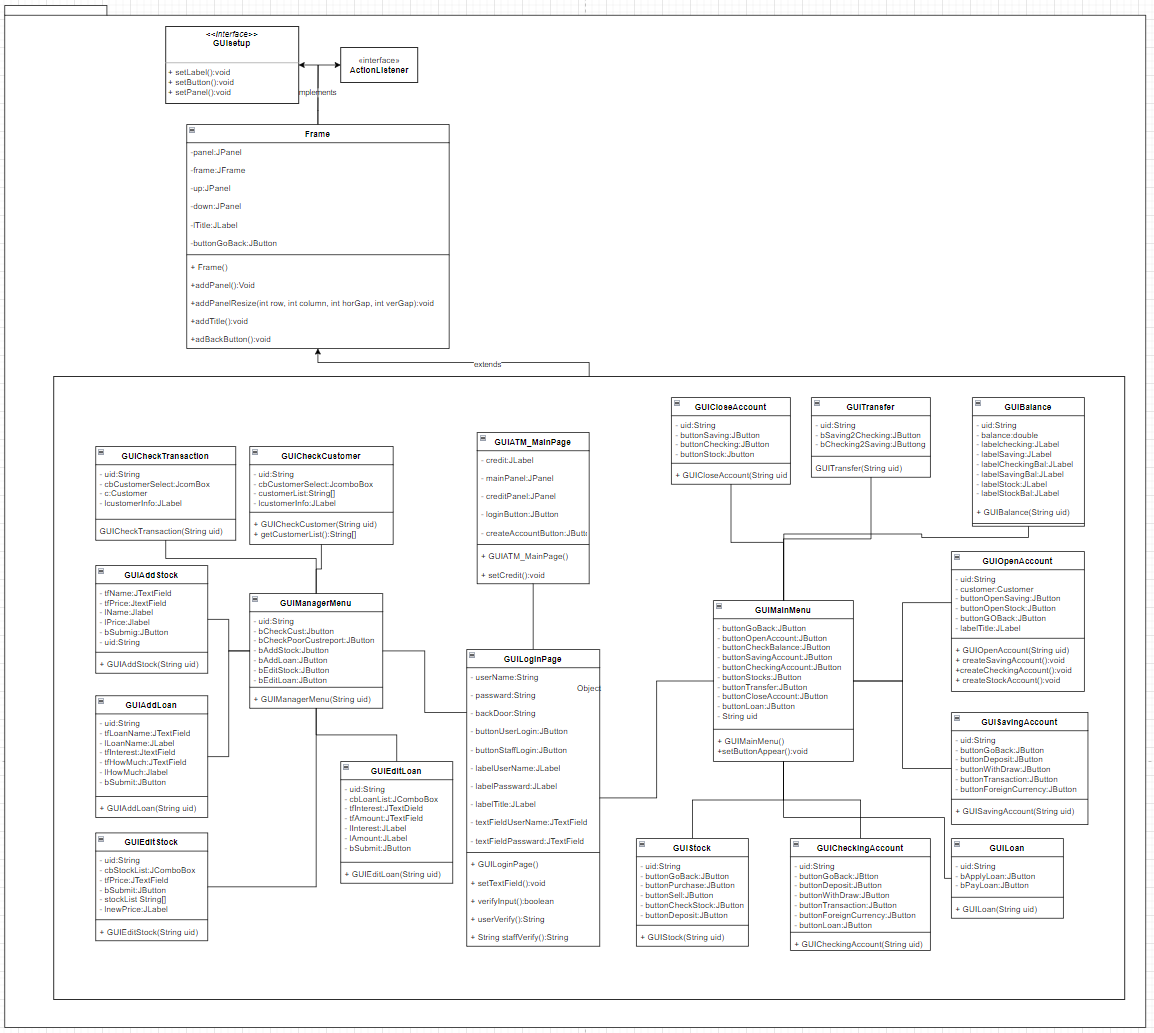 <<interface>>
GUIsetup
+ setLabel():void
+ setButton():void
+ setPanel():void
«interface»
ActionListener
mplements
Frame
-panel:JPanel
-frame:JFrame
-up:JPanel
-down:JPanel
-lTitle:JLabel
-buttonGoBack:JButton
+ Frame()
+addPanel():Void
+addPanelResize(int row, int column, int horGap, int verGap):void
+addTitle():void
+adBackButton():void
extends
GUICheckTransaction
- uid:String
- cbCustomerSelect:JcomBox
- c:Customer
- lcustomerInfo:JLabel
GUICheckTransaction(String uid)
GUICheckCustomer
- uid:String
- cbCustomerSelect:JcomboBox
- customerList:String[]
- lcustomerInfo:JLabel
+ GUICheckCustomer(String uid)
+ getCustomerList():String[]
GUIATM_MainPage
- credit:JLabel
- mainPanel:JPanel
- creditPanel:JPanel
- loginButton:JButton
- createAccountButton:JButt
+ GUIATM_MainPage()
+ setCredit():void
GUICloseAccount
- uid:String
- buttonSaving:JButton
- buttonChecking:JButton
- buttonStock:Jbutton
+ GUICloseAccount(String uid
GUITransfer
- uid:String
- bSaving2Checking:JButton
- bChecking2Saving:JButtong
GUITransfer(String uid)
GUIBalance
- uid:String
- balance:double
- labelchecking:JLabel
- labelSaving:JLabel
- labelCheckingBal:JLabel
- labelSavingBal:JLabel
- labelStock:JLabel
- labelStockBal:JLabel
+ GUIBalance(String uid)
GUIAddStock
- tfName:JTextField
- tfPrice:JtextField
- lName:Jlabel
- lPrice:Jlabel
- bSubmig:JButton
- uid:String
+ GUIAddStock(String uid)
GUIManagerMenu
- uid:String
- bCheckCust:Jbutton
- bCheckPoorCustreport:JButton
- bAddStock:JButton
- bAddLoan:JButton
- bEditStock:JButton
- bEditLoan:JButton
+ GUIManagerMenu(String uid)
GUIAddLoan
- uid:String
- tfLoanName:JTextField
- lLoanName:JLabel
- tfInterest:JtextField
- tfHowMuch:JTextField
- lHowMuch:Jlabel
- bSubmit:JButton
+ GUIAddLoan(String uid)
GUIEditLoan
- uid:String
- cbLoanList:JComboBox
- tfInterest:JTextDield
- tfAmount:JTextField
- lInterest:JLabel
- lAmount:JLabel
- bSubmit:JButton
+ GUIEditLoan(String uid)
GUIEditStock
- uid:String
- cbStockList:JComboBox
- tfPrice:JTextField
- bSubmit:JButton
- stockList String[]
- lnewPrice:JLabel
+ GUIEditStock(String uid)
GUILoginPage
Object
- userName:String
- passward:String
- backDoor:String
- buttonUserLogin:JButton
- buttonStaffLogin:JButton
- labelUserName:JLabel
- labelPassward:JLabel
- labelTitle:JLabel
- textFieldUserName:JTextField
- textFieldPassward:JTextField
+ GUILoginPage()
+ setTextField():void
+ verifyInput():boolean
+ userVerify():String
+ String staffVerify():String
GUIMainMenu
- buttonGoBack:JButton
- buttonOpenAccount:JButton
- buttonCheckBalance:JButton
- buttonSavingAccount:JButton
- buttonCheckingAccount:JButton
- buttonStocks:JButton
- buttonTransfer:JButton
- buttonCloseAccount:JButton
- buttonLoan:JButton
- String uid
+ GUIMainMenu()
+setButtonAppear():void
GUIOpenAccount
- uid:String
- customer:Customer
- buttonOpenSaving:JButton
- buttonOpenStock:JButton
- buttonGOBack:JButton
- labelTitle:JLabel
+ GUIOpenAccount(String uid)
+ createSavingAccount():void
+createCheckingAccount():void
+ createStockAccount():void
GUISavingAccount
- uid:String
- buttonGoBack:JButton
- buttonDeposit:JButton
- buttonWithDraw:JButton
- buttonTransaction:JButton
- buttonForeignCurrency:JButton
+ GUISavingAccount(String uid)
GUIStock
- uid:String
- buttonGoBack:JButton
- buttonPurchase:JButton
- buttonSell:JButton
- buttonCheckStock:JButton
- buttonDeposit:JButton
+ GUIStock(String uid)
GUICheckingAccount
- uid:String
- buttonGoBack:JBtton
- buttonDeposit:JButton
- buttonWithDraw:JButton
- buttonTransaction:JButton
- buttonForeignCurrency:JButton
- buttonLoan:JButton
+ GUICheckingAccount(String uid)
GUILoan
- uid:String
- bApplyLoan:JButton
- bPayLoan:JButton
+ GUILoan(String uid)